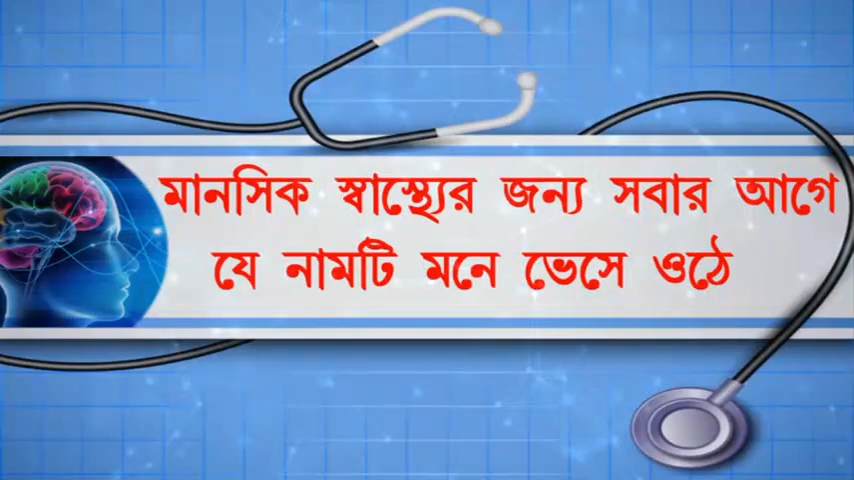 মানসিক স্বাস্থ্যের জন্য সবার আগে
যে নামটি মনে ভেসে ওঠে